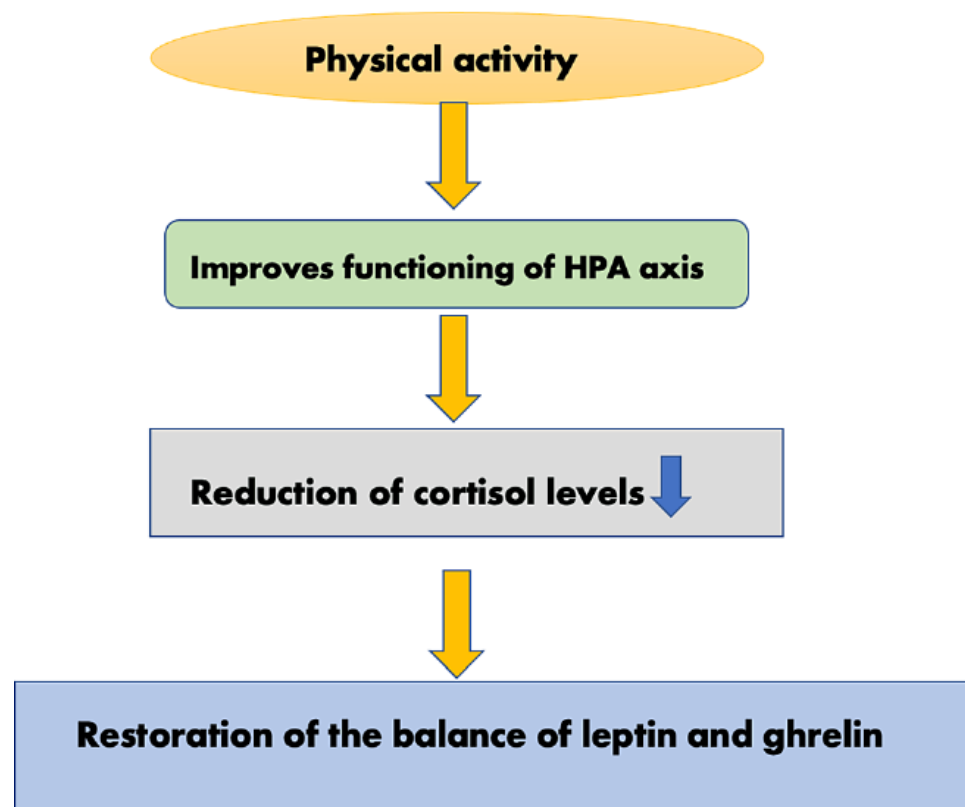 Physical activity
Improves functioning of HPA axis
Reduction of cortisol levels
Restoration of the balance of leptin and ghrelin